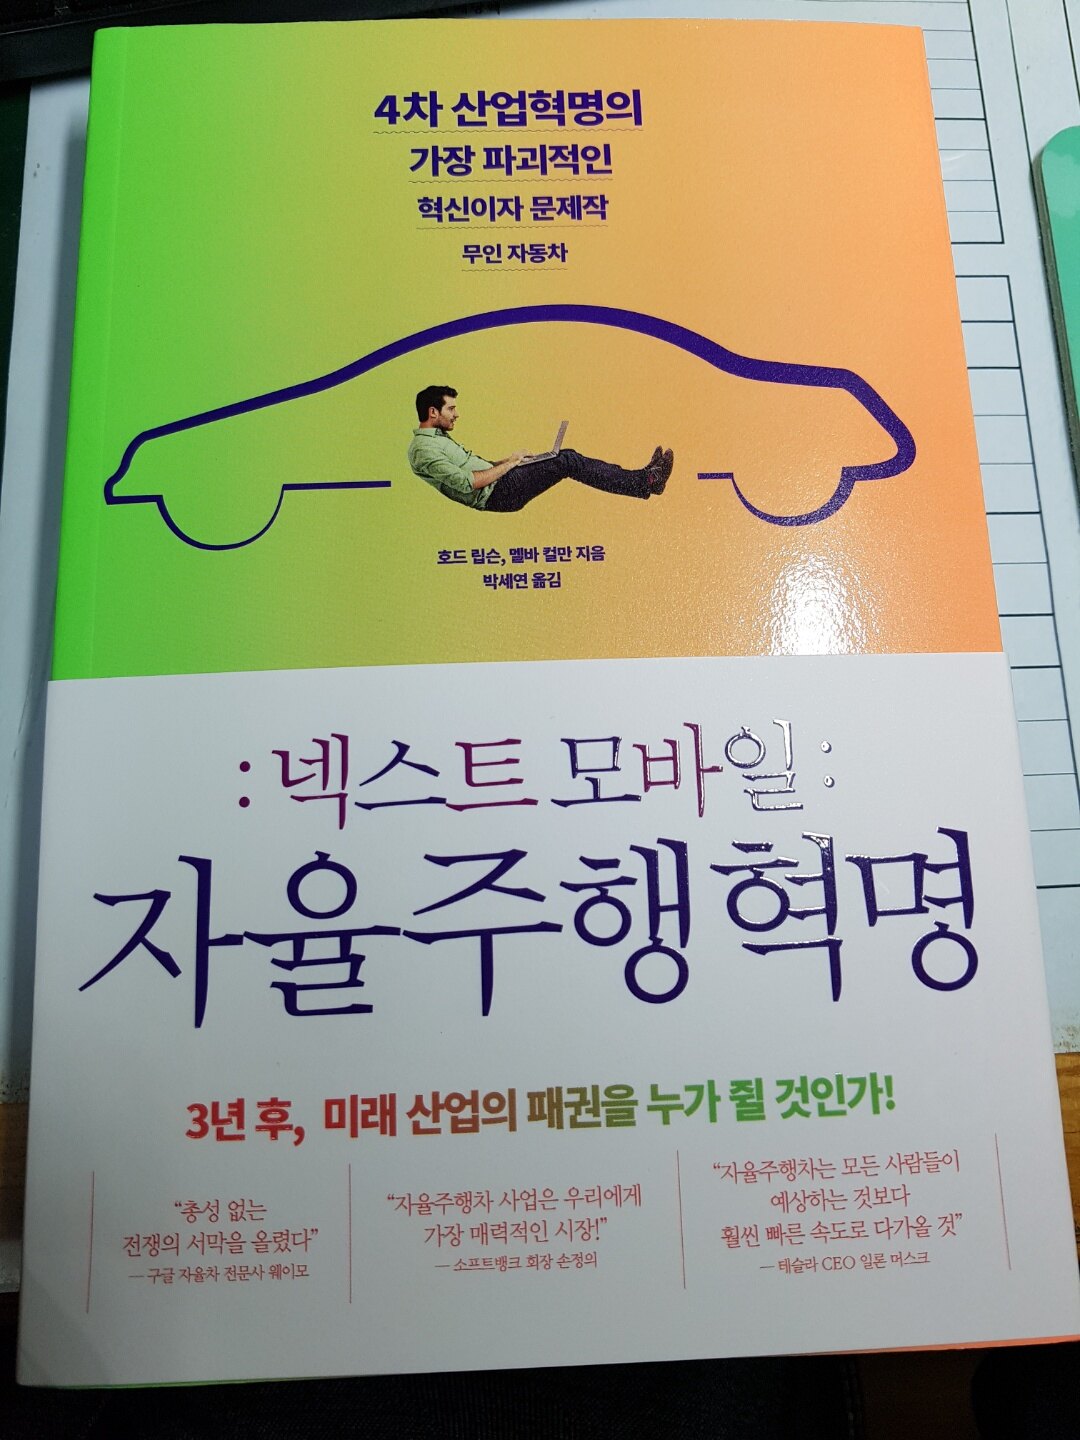 4차 산업혁명의
가장 파괴적인
혁신이자 문제작
무인 자동차
호드 립슨, 멜바 컬만 지음
박세연 옮김
: 넥스트 모바일 :
자율주행혁명
3년 후, 미래 산업의 패권을 누가 쥘 것인가!
“총성 없는
전쟁의 서막을 올렸다”
— 구글 자율차 전문사 웨이모
“자율주행차 사업은 우리에게
가장 매력적인 시장!”
— 소프트뱅크 회장 손정의
“자율주행차는 모든 사람들이
예상하는 것보다
훨씬 빠른 속도로 다가올 것”
— 테슬라 CEO 일론 머스크